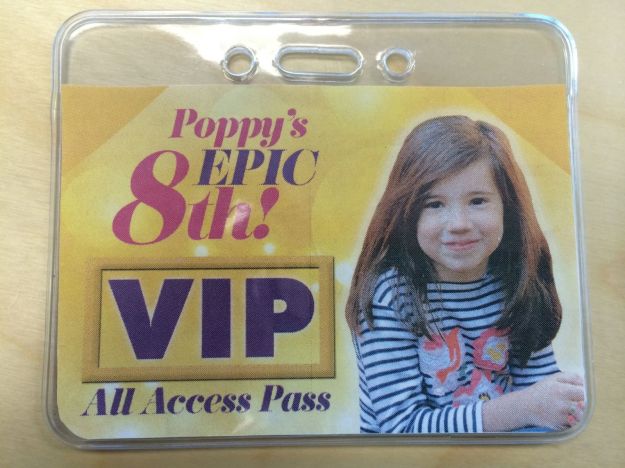 Poppy's
EPIC
8th!
VIP
All Access Pass